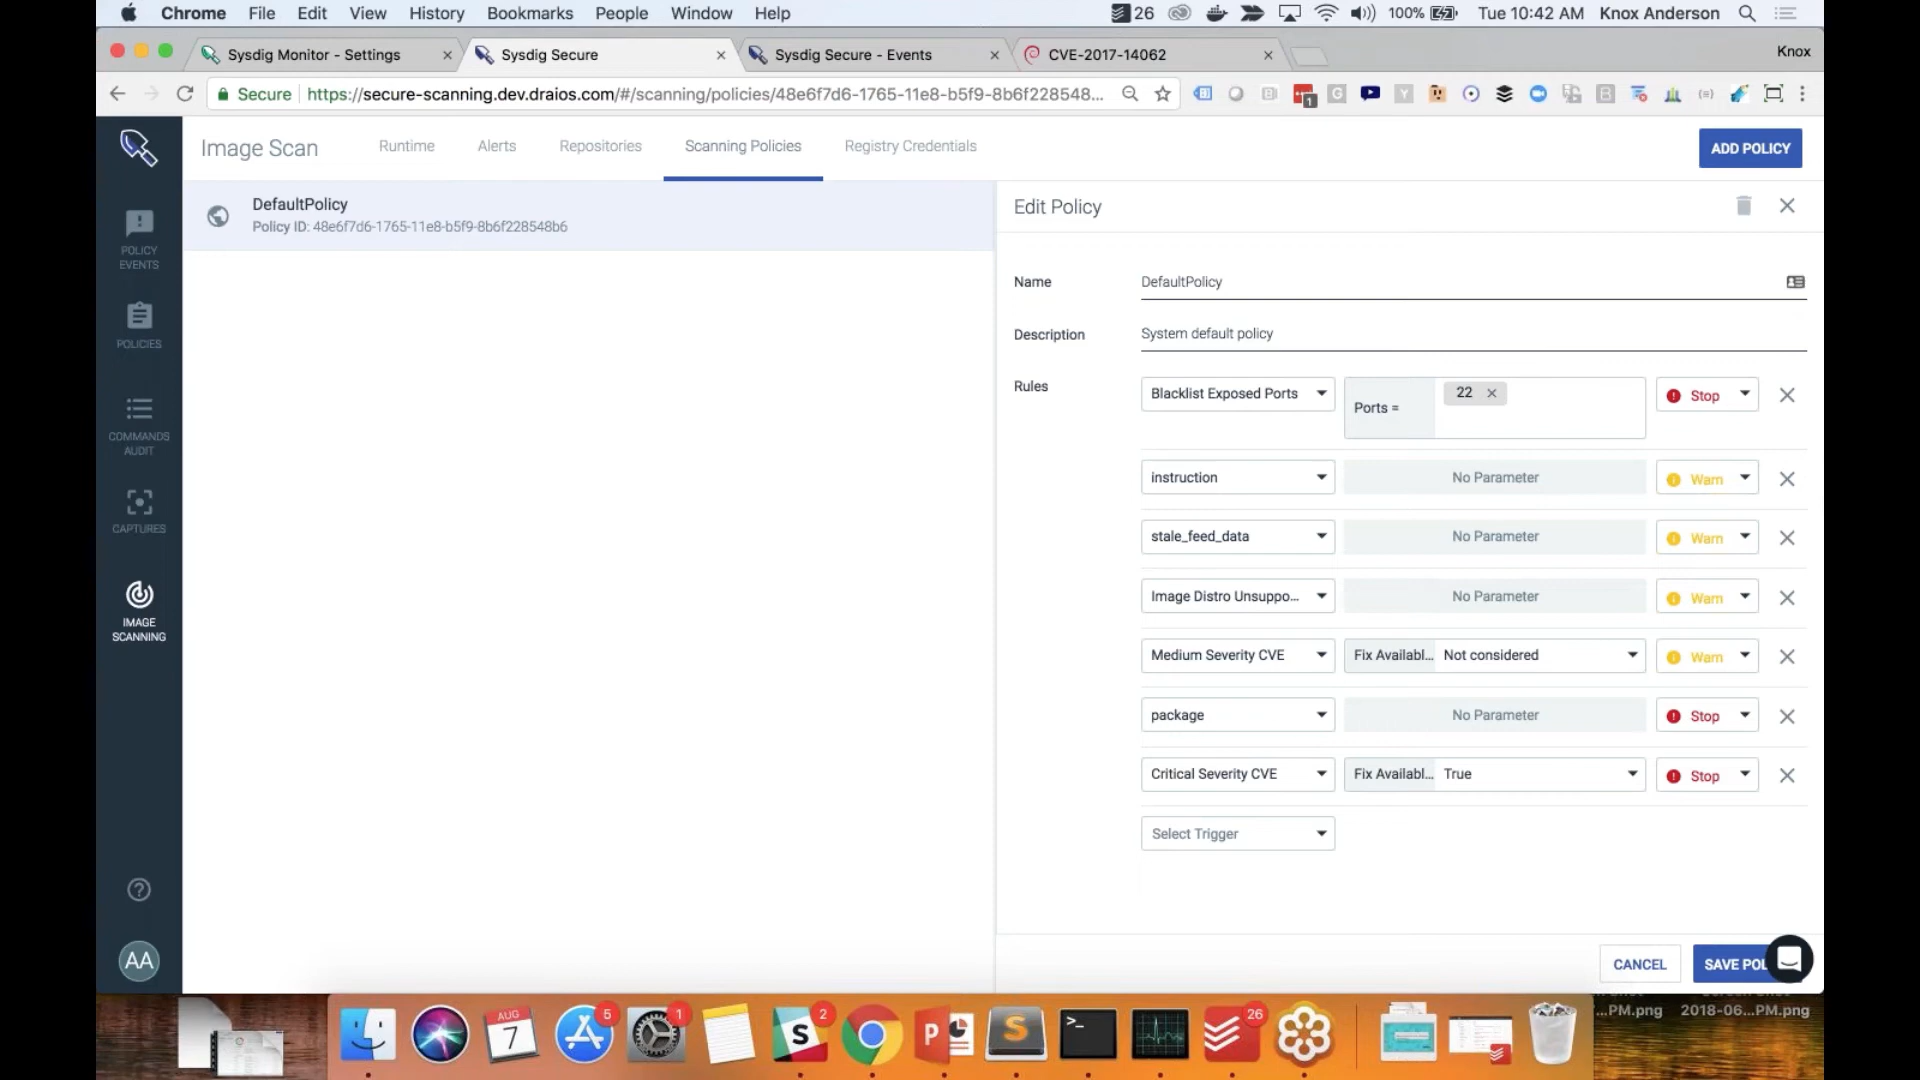 Chrome File Edit View History Bookmarks People Window Help 26 100% Tue 10:42 AM Knox Anderson
Sysdig Monitor - Settings
Sysdig Secure
Sysdig Secure - Events
CVE-2017-14062
Knox
Secure
https://secure-scanning.dev.draios.com/#/scanning/policies/48e6f7d6-1765-11e8-b5f9-8b6f228548...
Image Scan
Runtime
Alerts
Repositories
Scanning Policies
Registry Credentials
ADD POLICY
POLICY
EVENTS
POLICIES
COMMANDS
AUDIT
CAPTURES
IMAGE
SCANNING
AA
DefaultPolicy
Policy ID: 48e6f7d6-1765-11e8-b5f9-8b6f228548b6
Edit Policy
Name
DefaultPolicy
Description
System default policy
Rules
Blacklist Exposed Ports
Ports =
22
Stop
instruction
No Parameter
Warn
stale_feed_data
No Parameter
Warn
Image Distro Unsuppo...
No Parameter
Warn
Medium Severity CVE
Fix Availabl...
Not considered
Warn
package
No Parameter
Stop
Critical Severity CVE
Fix Availabl...
True
Stop
Select Trigger
CANCEL
SAVE POL
...PM.png
2018-06...PM.png
AUG
7
5
1
2
26